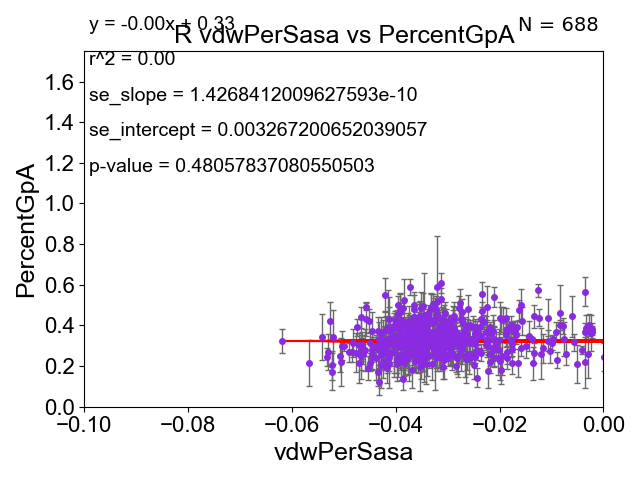 y = -0.00x + 0.33
N = 688
R vdwPerSasa vs PercentGpA
r^2 = 0.00
se_slope = 1.4268412009627593e-10
se_intercept = 0.003267200652039057
p-value = 0.48057837080550503
PercentGpA
1.6
1.4
1.2
1.0
0.8
0.6
0.4
0.2
0.0
−0.10 −0.08 −0.06 −0.04 −0.02 0.00
vdwPerSasa